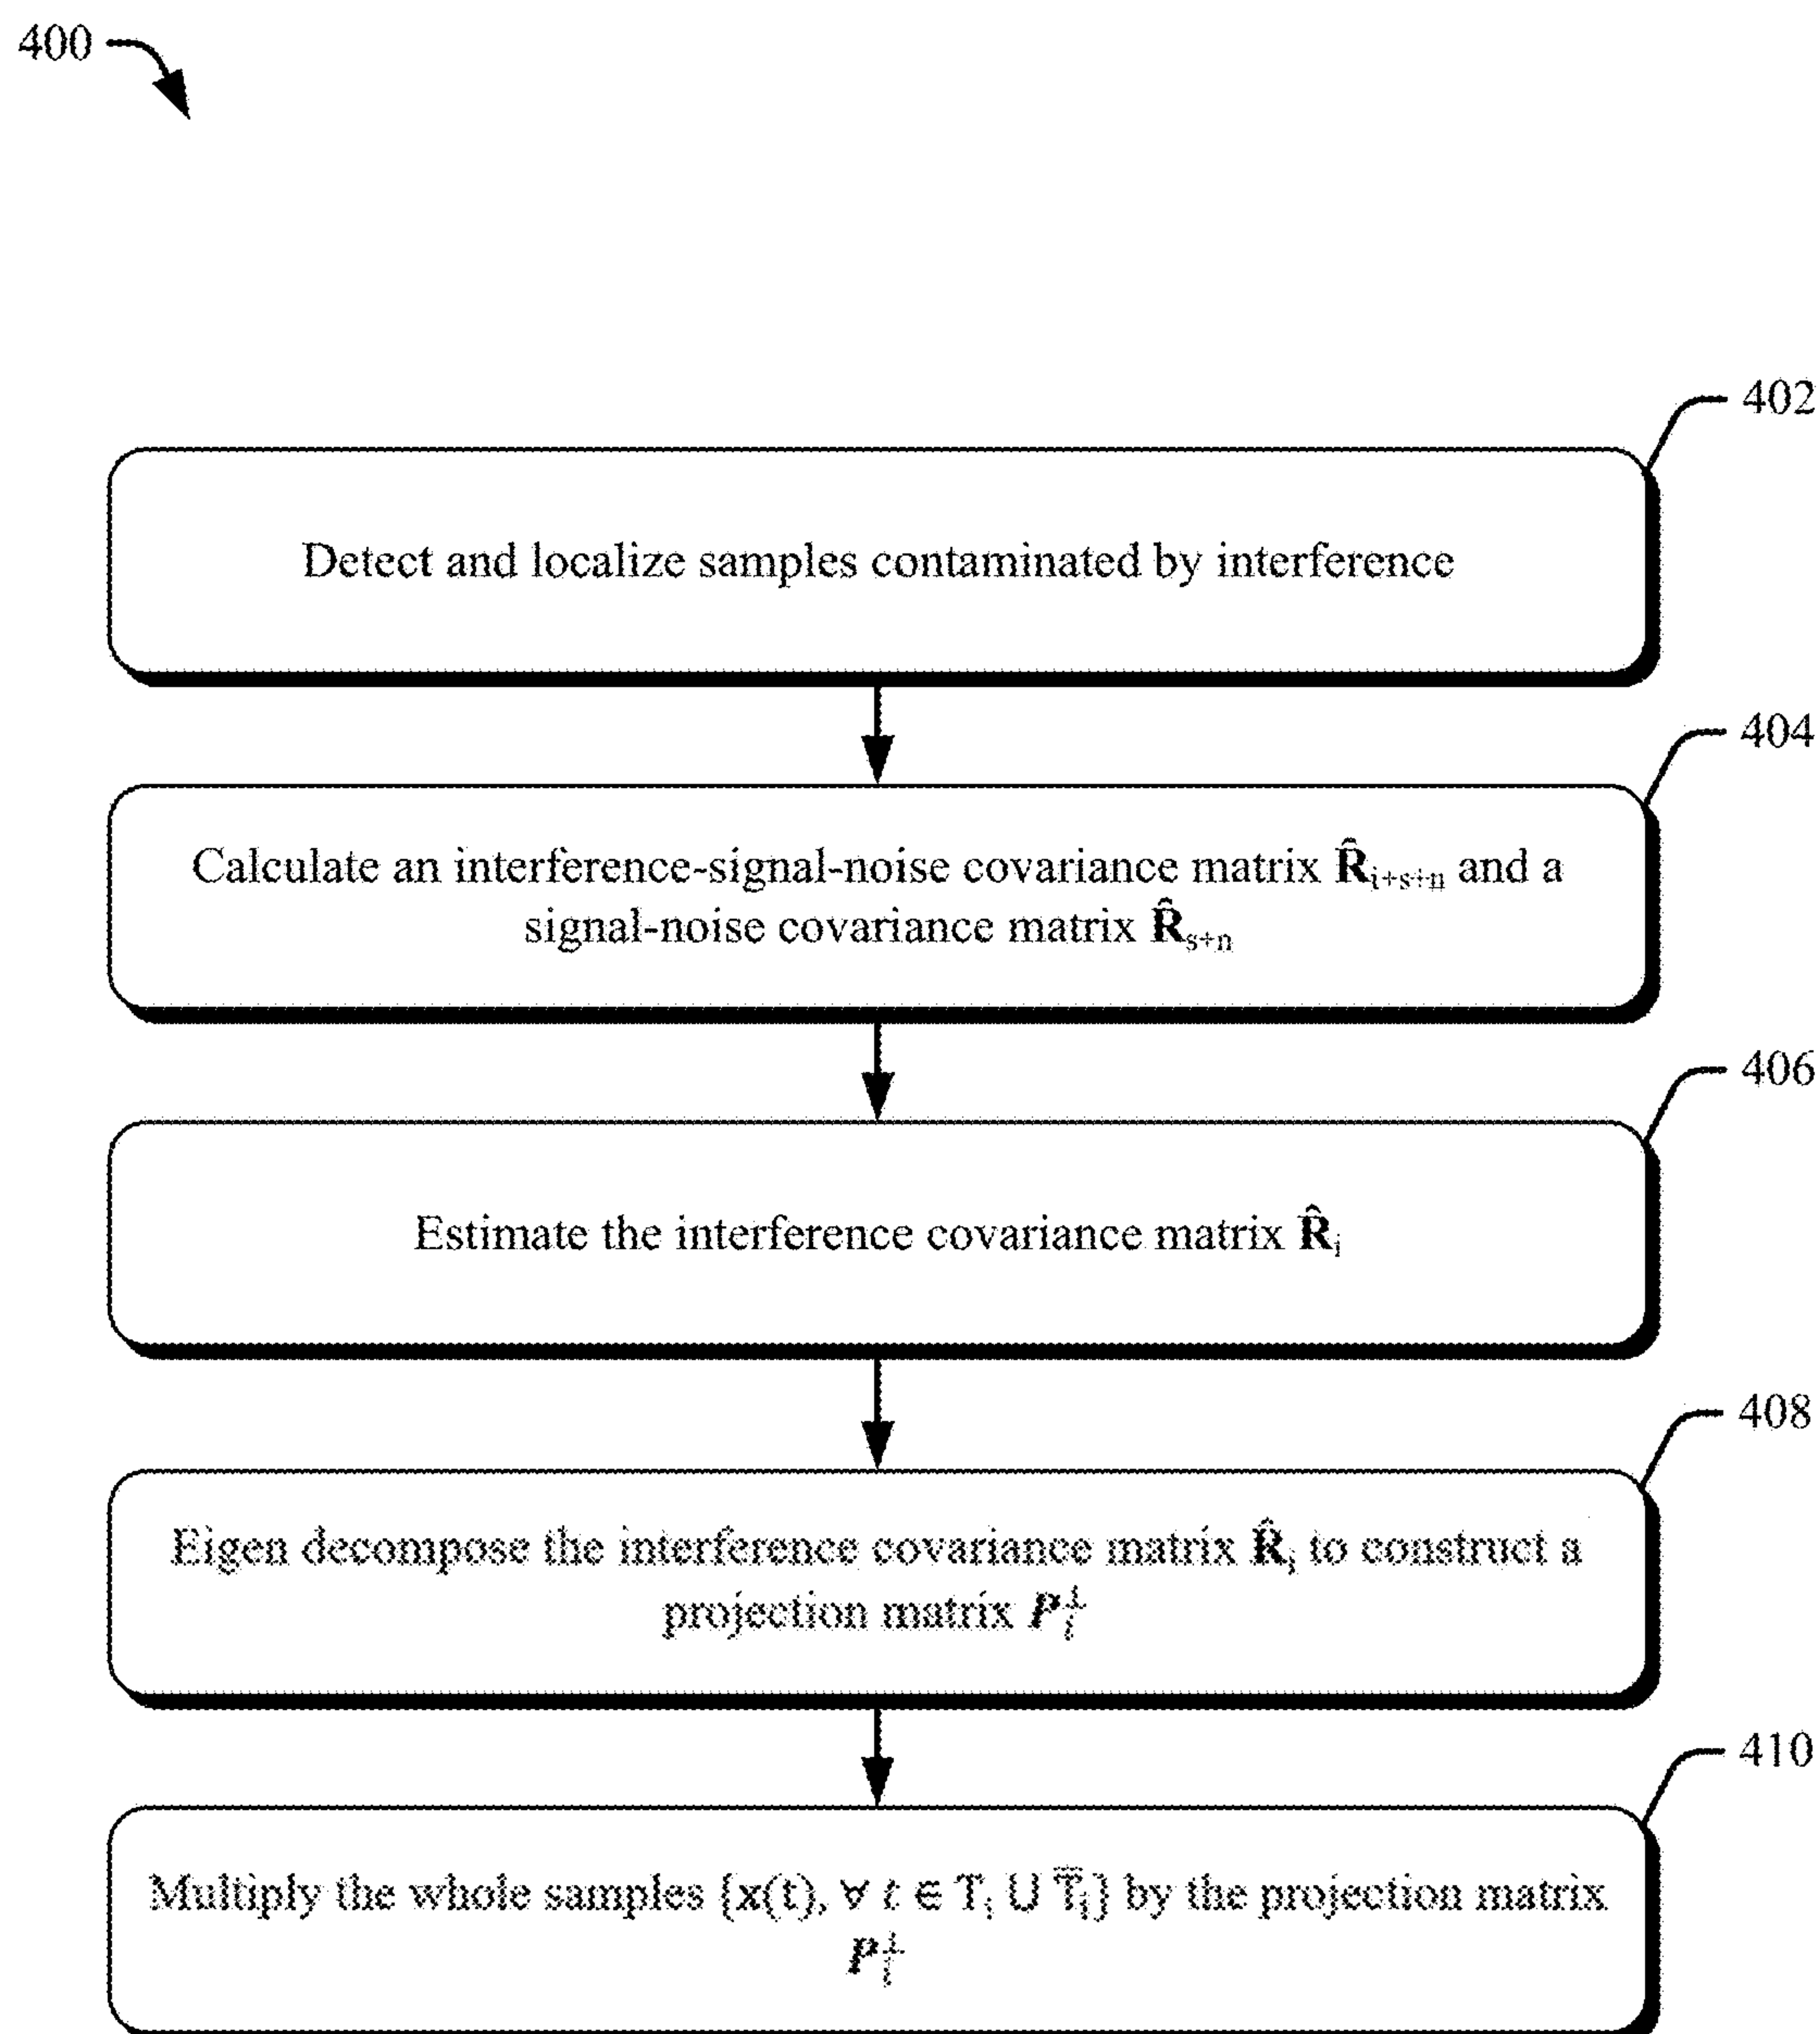 400
402
Detect and localize samples contaminated by interference
404
Calculate an interference-signal-noise covariance matrix R̂ᵢ₊ₛ₊ₙ and a
signal-noise covariance matrix R̂ₛ₊ₙ
406
Estimate the interference covariance matrix R̂ᵢ
408
Eigen decompose the interference covariance matrix R̂ᵢ to construct a
projection matrix Pᵢ^⊥
410
Multiply the whole samples {x(t), ∀ t ∈ Tᵢ ∪ T̅ᵢ} by the projection matrix
Pᵢ^⊥